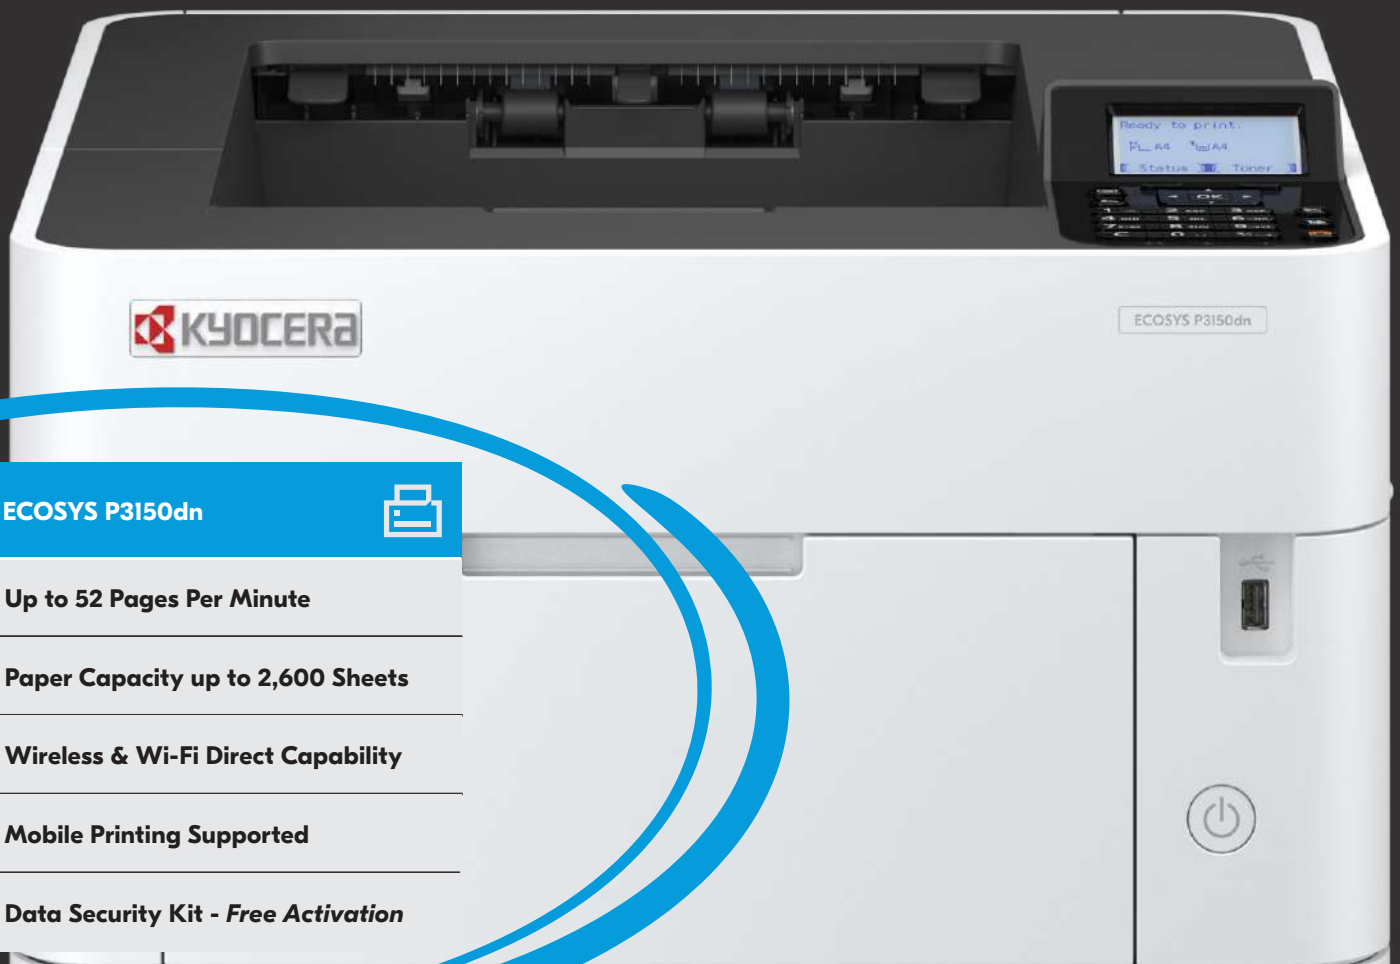 Ready to print.
A4 A4
Status Toner
OK
KYOCERA
ECOSYS P3150dn
ECOSYS P3150dn
Up to 52 Pages Per Minute
Paper Capacity up to 2,600 Sheets
Wireless & Wi-Fi Direct Capability
Mobile Printing Supported
Data Security Kit - Free Activation